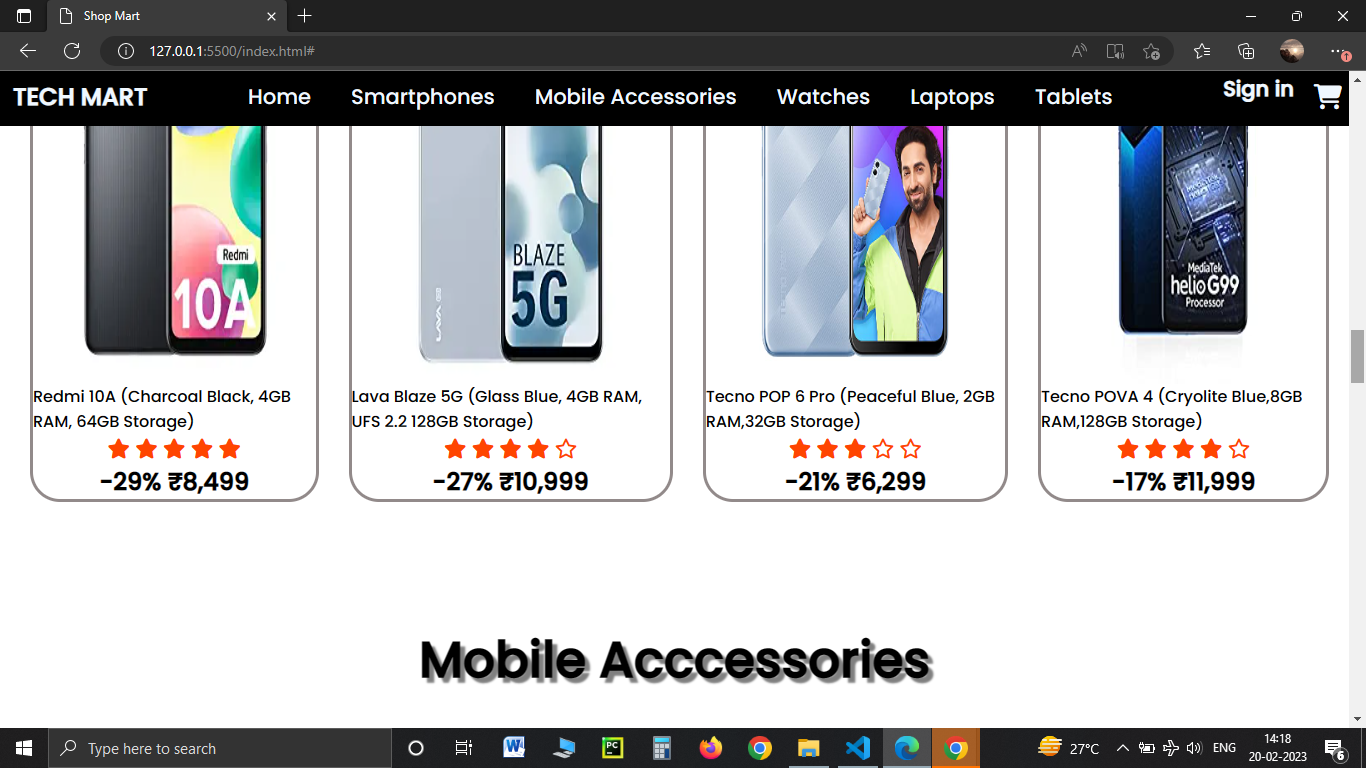 Shop Mart
127.0.0.1:5500/index.html#
TECH MART Home Smartphones Mobile Accessories Watches Laptops Tablets Sign in
Redmi
10A
LAVA 5G
BLAZE
5G
MediaTek
MediaTek
helio G99
Processor
Redmi 10A (Charcoal Black, 4GB
RAM, 64GB Storage)
-29% ₹8,499
Lava Blaze 5G (Glass Blue, 4GB RAM,
UFS 2.2 128GB Storage)
-27% ₹10,999
Tecno POP 6 Pro (Peaceful Blue, 2GB
RAM,32GB Storage)
-21% ₹6,299
Tecno POVA 4 (Cryolite Blue,8GB
RAM,128GB Storage)
-17% ₹11,999
Mobile Acccessories
Type here to search
27°C
ENG
14:18
20-02-2023
6